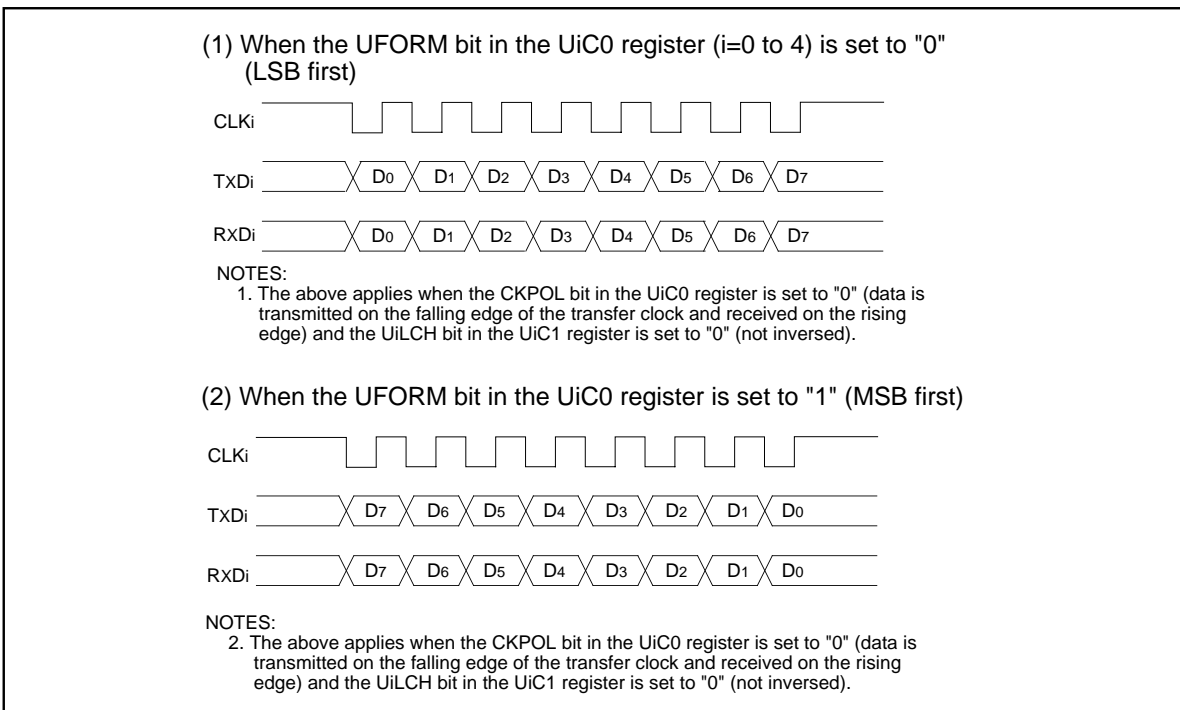 (1) When the UFORM bit in the UiC0 register (i=0 to 4) is set to "0"
(LSB first)
CLKi
TXDi D0 D1 D2 D3 D4 D5 D6 D7
RXDi D0 D1 D2 D3 D4 D5 D6 D7
NOTES:
1. The above applies when the CKPOL bit in the UiC0 register is set to "0" (data is
transmitted on the falling edge of the transfer clock and received on the rising
edge) and the UiLCH bit in the UiC1 register is set to "0" (not inversed).
(2) When the UFORM bit in the UiC0 register is set to "1" (MSB first)
CLKi
TXDi D7 D6 D5 D4 D3 D2 D1 D0
RXDi D7 D6 D5 D4 D3 D2 D1 D0
NOTES:
2. The above applies when the CKPOL bit in the UiC0 register is set to "0" (data is
transmitted on the falling edge of the transfer clock and received on the rising
edge) and the UiLCH bit in the UiC1 register is set to "0" (not inversed).